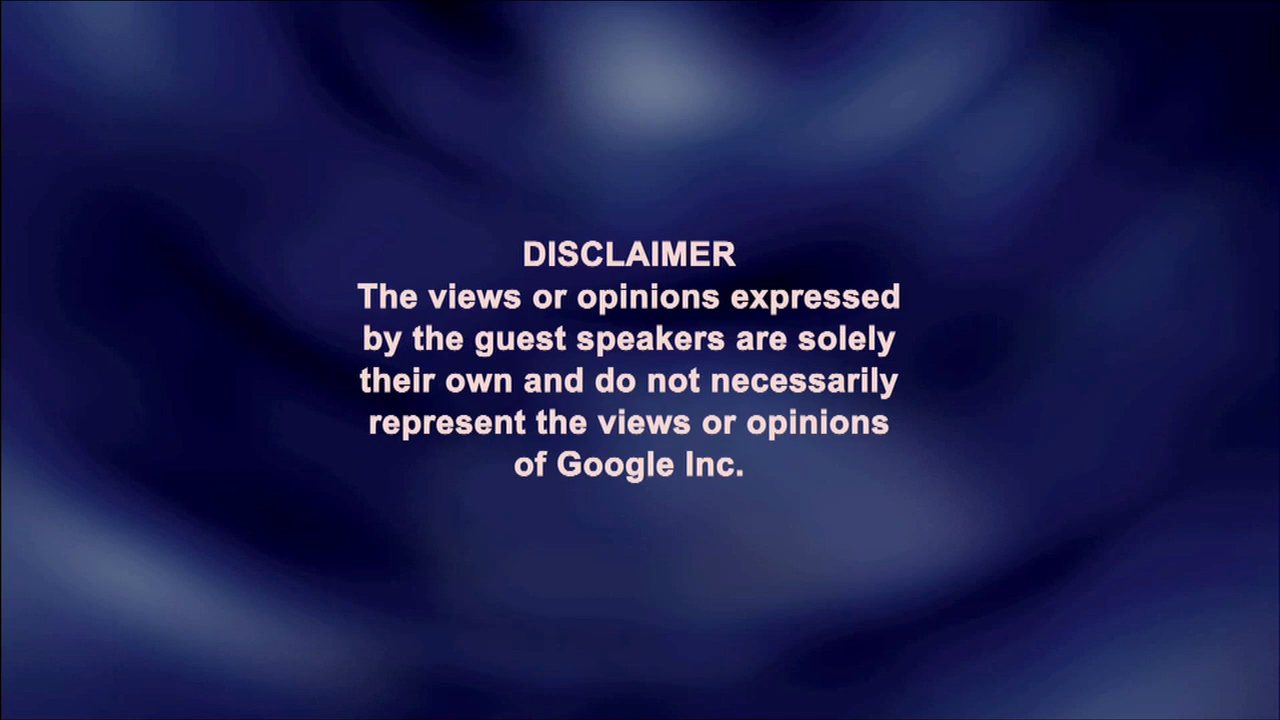 DISCLAIMER
The views or opinions expressed
by the guest speakers are solely
their own and do not necessarily
represent the views or opinions
of Google Inc.